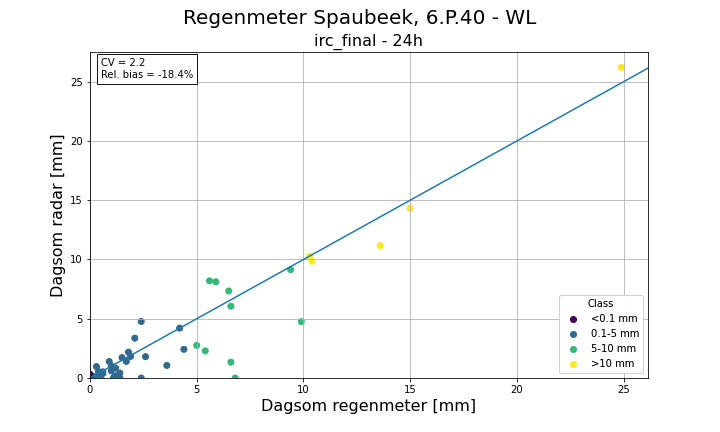 Regenmeter Spaubeek, 6.P.40 - WL
irc_final - 24h
CV = 2.2
Rel. bias = -18.4%
25
20
15
10
5
0
Dagsom radar [mm]
0 5 10 15 20 25
Dagsom regenmeter [mm]
Class
<0.1 mm
0.1-5 mm
5-10 mm
>10 mm